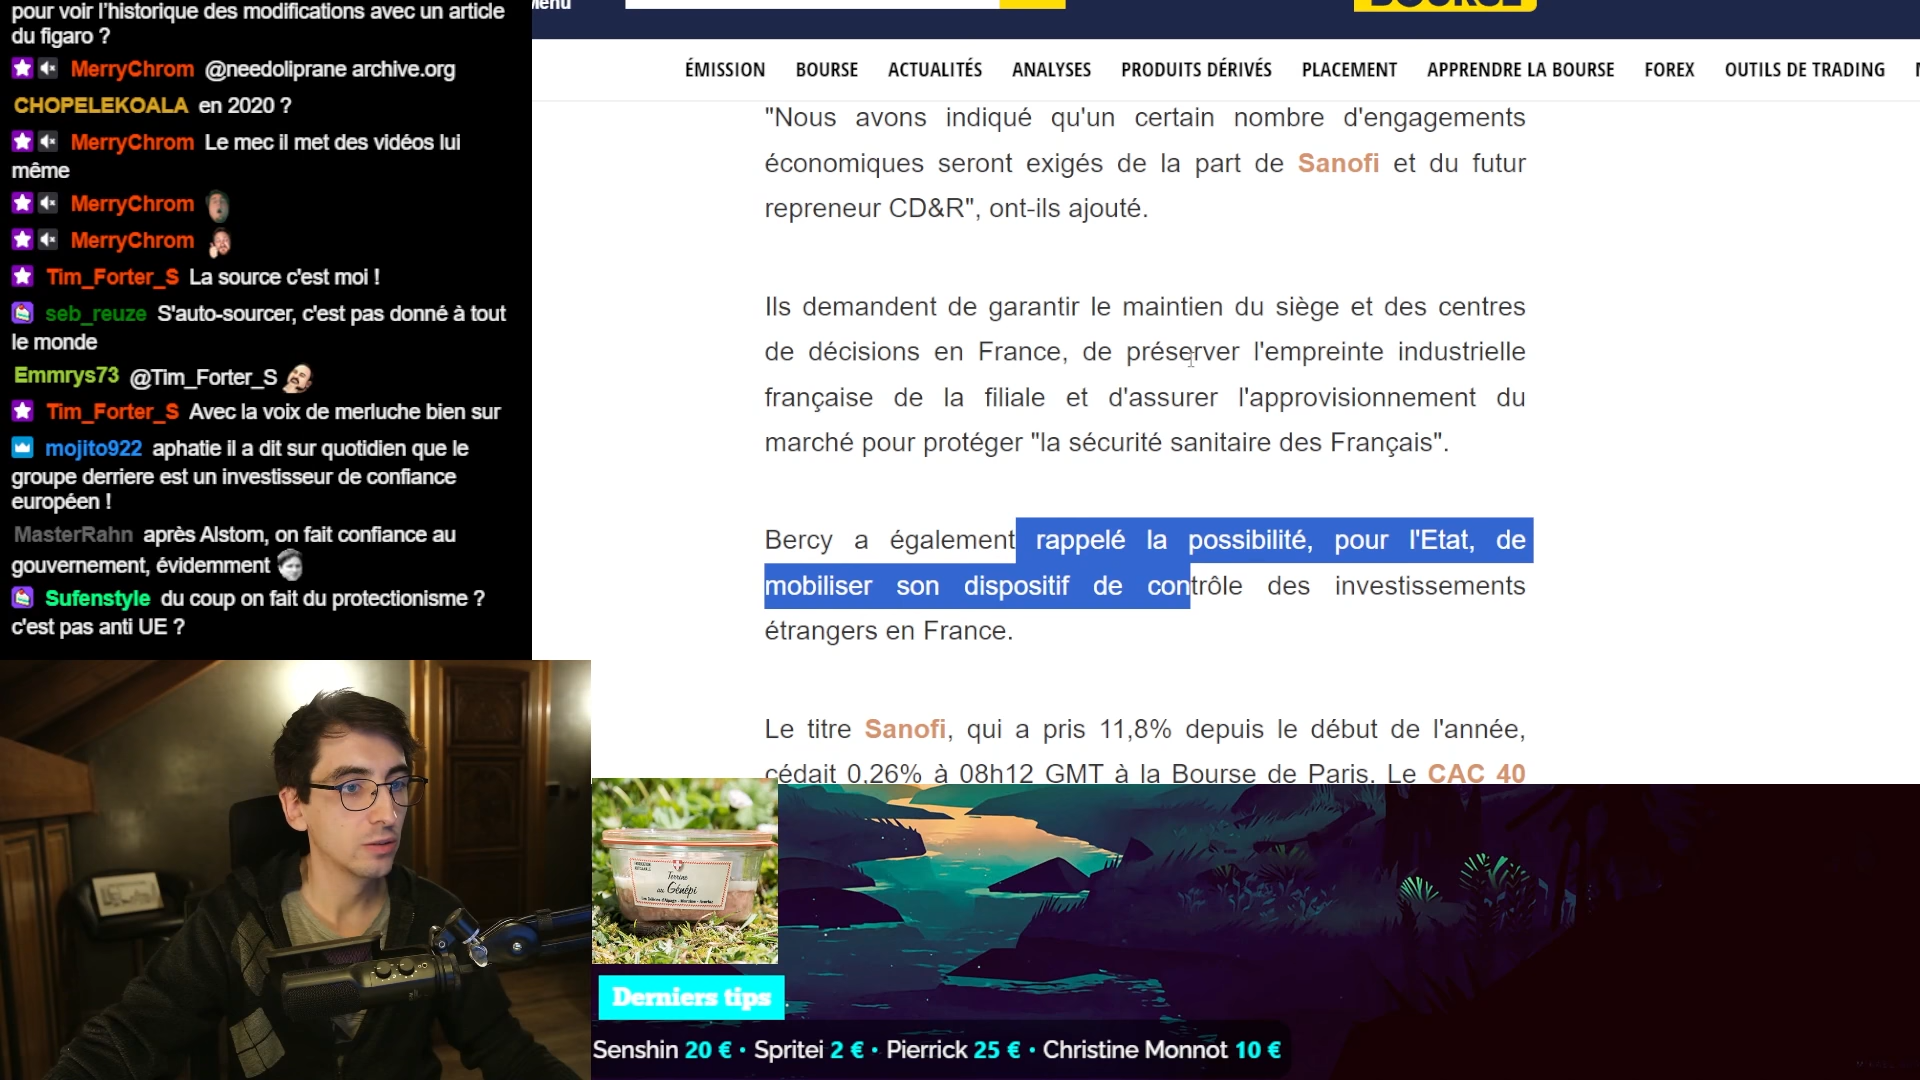 pour voir l'historique des modifications avec un article
du figaro ?
MerryChrom @needoliprane archive.org
CHOPELEKOALA en 2020 ?
MerryChrom Le mec il met des vidéos lui
même
MerryChrom
MerryChrom
Tim_Forter_S La source c'est moi !
seb_reuze S'auto-sourcer, c'est pas donné à tout
le monde
Emmrys73 @Tim_Forter_S
Tim_Forter_S Avec la voix de merluche bien sur
mojito922 aphatie il a dit sur quotidien que le
groupe derriere est un investisseur de confiance
européen !
MasterRahn après Alstom, on fait confiance au
gouvernement, évidemment
Sufenstyle du coup on fait du protectionisme ?
c'est pas anti UE ?
Menu
BOURSE
ÉMISSION BOURSE ACTUALITÉS ANALYSES PRODUITS DÉRIVÉS PLACEMENT APPRENDRE LA BOURSE FOREX OUTILS DE TRADING
"Nous avons indiqué qu'un certain nombre d'engagements
économiques seront exigés de la part de Sanofi et du futur
repreneur CD&R", ont-ils ajouté.
Ils demandent de garantir le maintien du siège et des centres
de décisions en France, de préserver l'empreinte industrielle
française de la filiale et d'assurer l'approvisionnement du
marché pour protéger "la sécurité sanitaire des Français".
Bercy a également rappelé la possibilité, pour l'Etat, de
mobiliser son dispositif de contrôle des investissements
étrangers en France.
Le titre Sanofi, qui a pris 11,8% depuis le début de l'année,
cédait 0,26% à 08h12 GMT à la Bourse de Paris. Le CAC 40
Terrine
au Génépi
Derniers tips
Senshin 20 € • Spritei 2 € • Pierrick 25 € • Christine Monnot 10 €